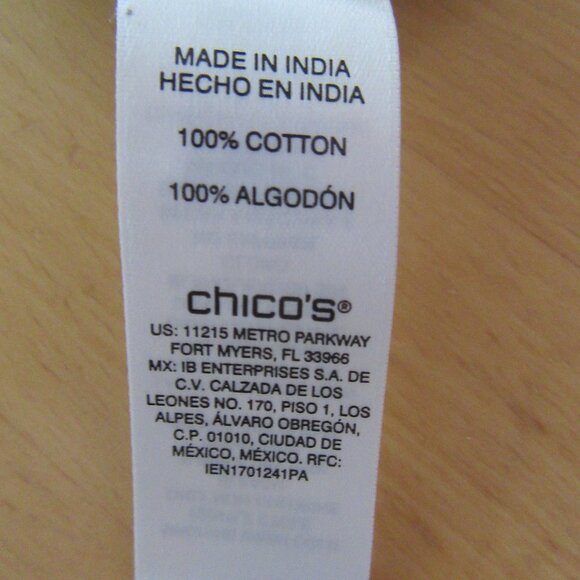 MADE IN INDIA
HECHO EN INDIA
100% COTTON
100% ALGODÓN
chico's®
US: 11215 METRO PARKWAY
FORT MYERS, FL 33966
MX: IB ENTERPRISES S.A. DE
C.V. CALZADA DE LOS
LEONES NO. 170, PISO 1, LOS
ALPES, ÁLVARO OBREGÓN,
C.P. 01010, CIUDAD DE
MÉXICO, MÉXICO. RFC:
IEN1701241PA